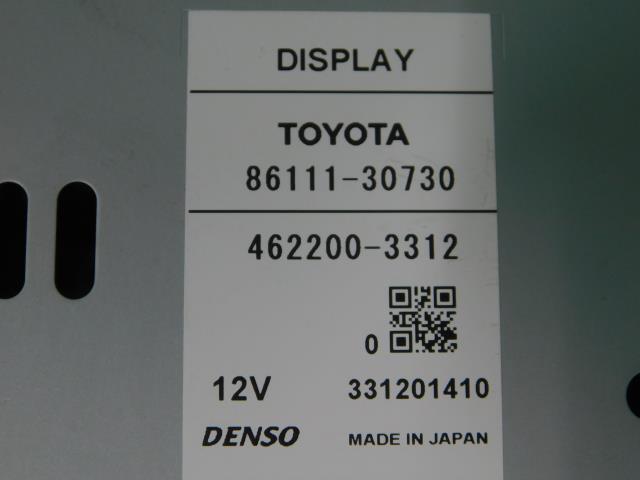 DISPLAY
TOYOTA
86111-30730
462200-3312
0
12V 331201410
DENSO MADE IN JAPAN